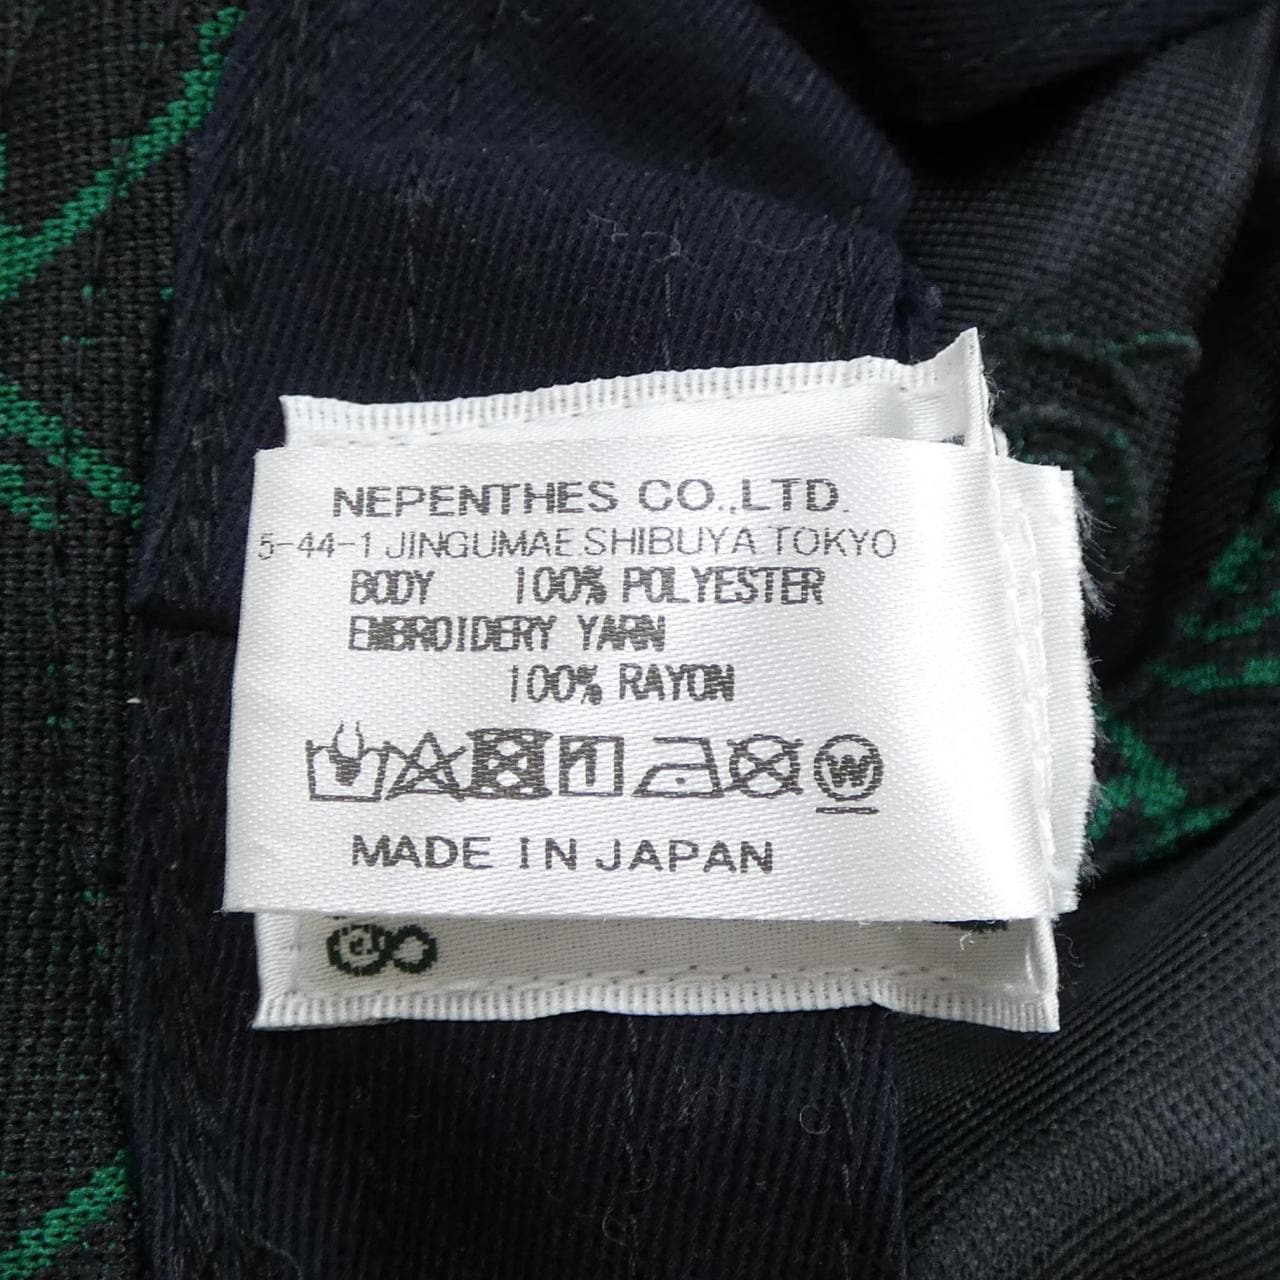 NEPENTHES CO.,LTD.
5-44-1 JINGUMAE SHIBUYA TOKYO
BODY 100% POLYESTER
EMBROIDERY YARN
100% RAYON
W
MADE IN JAPAN